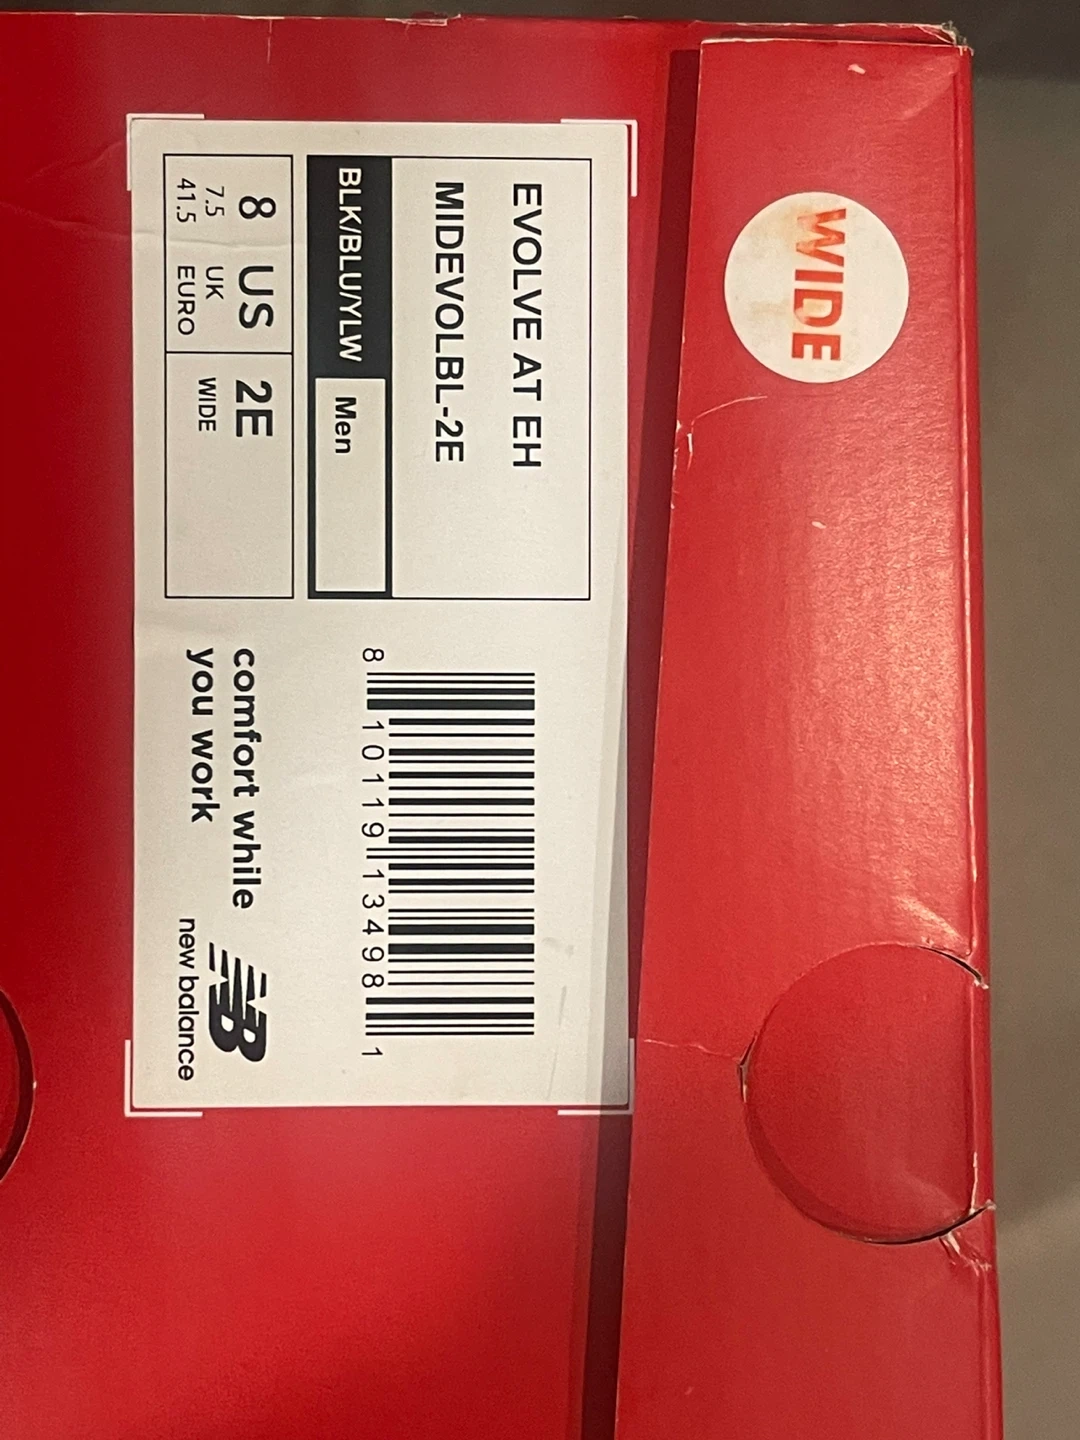 WIDE
EVOLVE AT EH
MIDEVOLBL-2E
BLK/BLU/YLW Men
8 US 2E
7.5 UK WIDE
41.5 EURO
8 10119 13498 1
comfort while
you work
NB
new balance